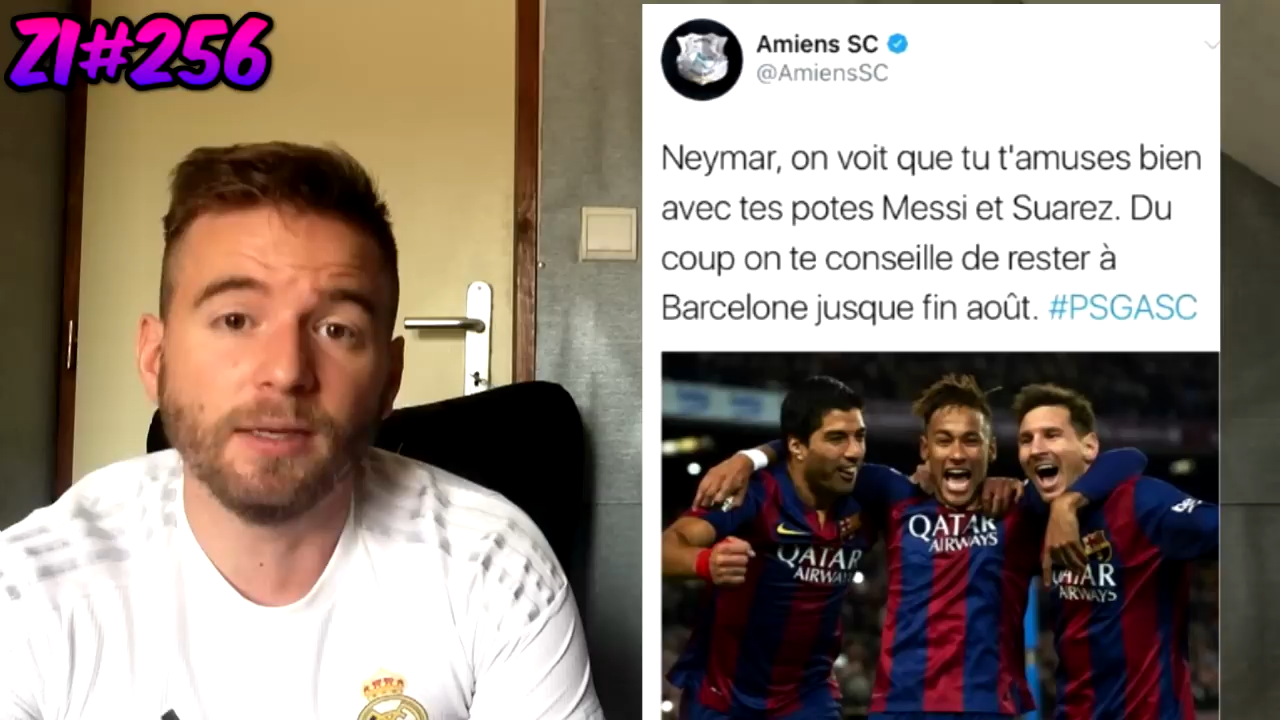 ZI#256
Amiens SC
@AmiensSC
Neymar, on voit que tu t'amuses bien
avec tes potes Messi et Suarez. Du
coup on te conseille de rester à
Barcelone jusque fin août. #PSGASC
QATAR
AIRWAYS
QATAR
AIRWAYS
QATAR
AIRWAYS